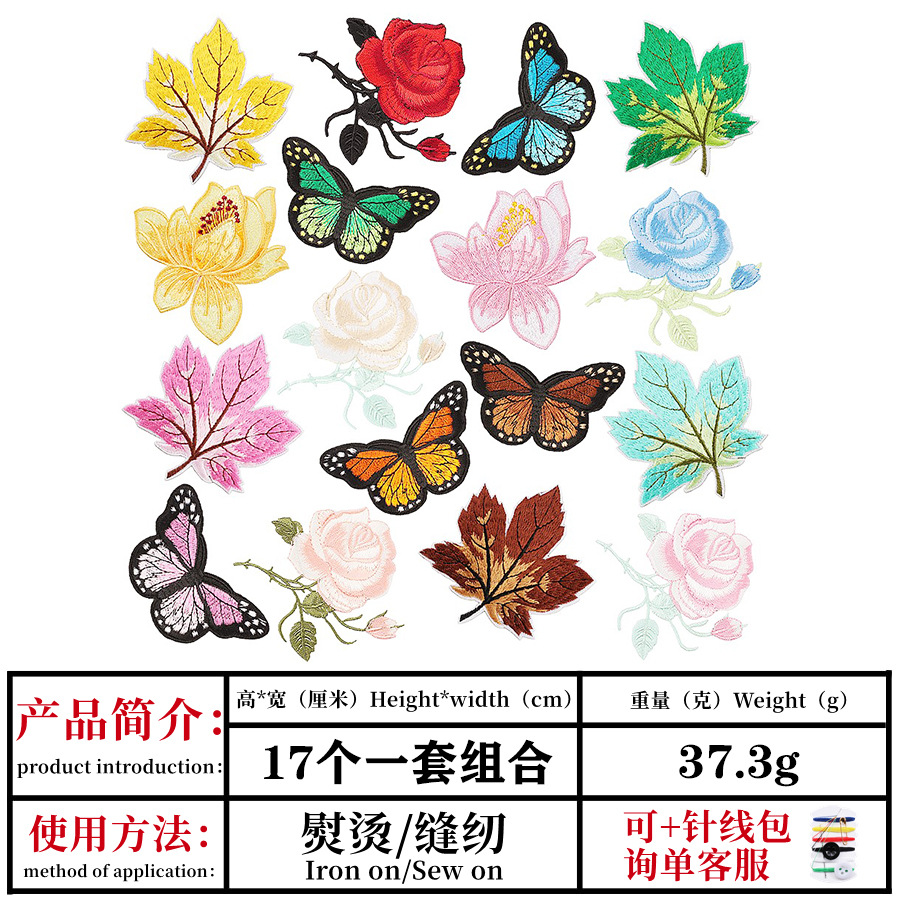 产品简介：
product introduction：
高*宽（厘米）Height*width（cm）
重量（克）Weight（g）
17个一套组合
37.3g
使用方法：
method of application：
熨烫/缝纫
Iron on/Sew on
可+针线包
询单客服